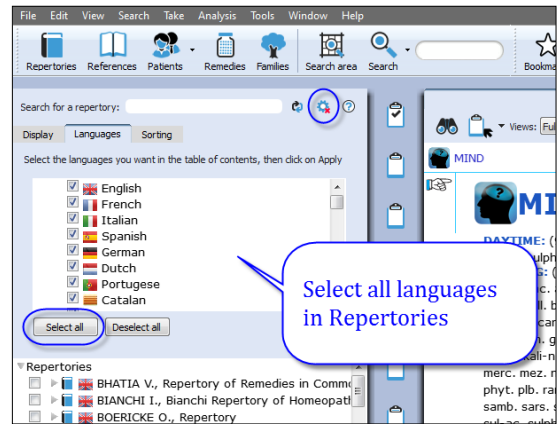 File Edit View Search Take Analysis Tools Window Help
Repertories References Patients Remedies Families Search area Search
Search for a repertory:
Views:
Display Languages Sorting
Select the languages you want in the table of contents, then click on Apply
MIND
English
French
Italian
Spanish
German
Dutch
Portugese
Catalan
Select all Deselect all
Select all languages
in Repertories
DAYTIME:
Repertories
BHATIA V., Repertory of Remedies in
BIANCHI I., Bianchi Repertory of
BOERICKE O., Repertory
merc. mez.
phyt. plb.
samb. sars.